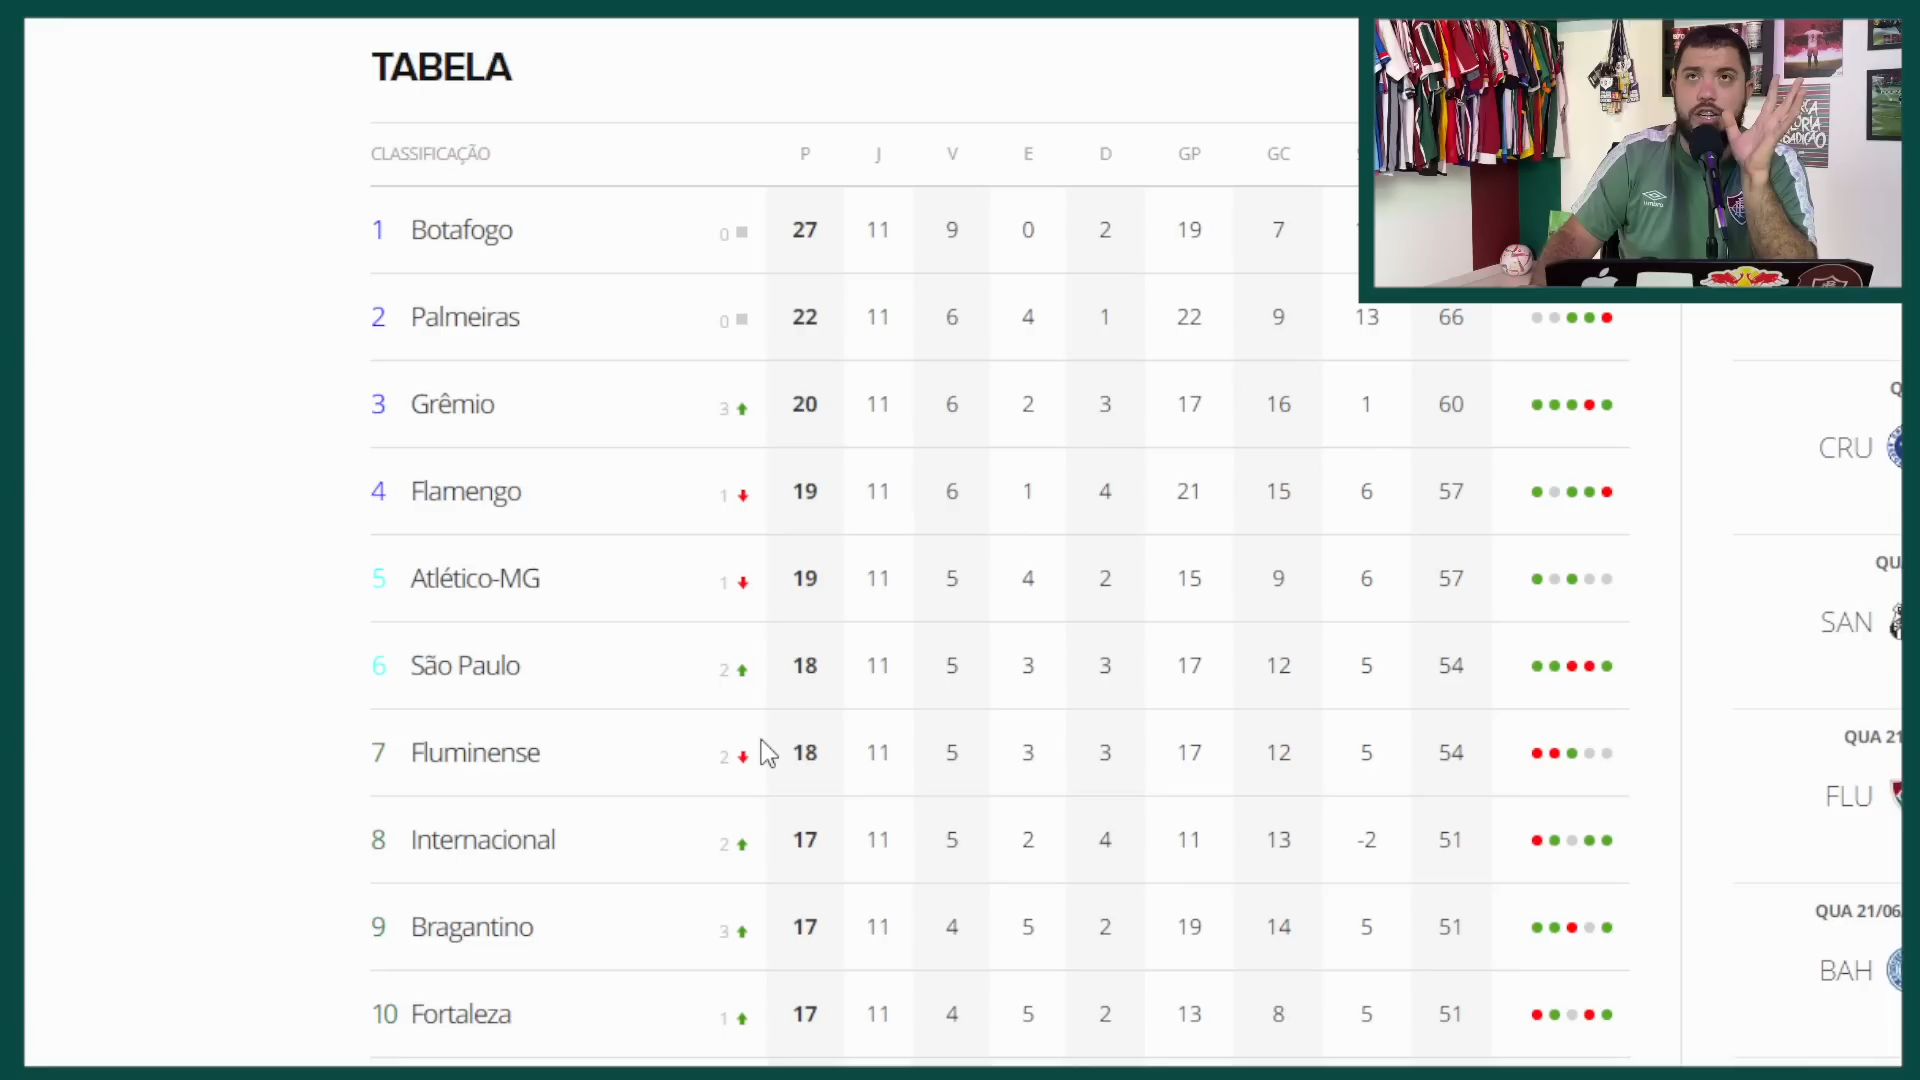 TABELA
CLASSIFICAÇÃO P J V E D GP GC
1 Botafogo 0 27 11 9 0 2 19 7
2 Palmeiras 0 22 11 6 4 1 22 9 13 66
3 Grêmio 3 20 11 6 2 3 17 16 1 60
4 Flamengo 1 19 11 6 1 4 21 15 6 57
5 Atlético-MG 1 19 11 5 4 2 15 9 6 57
6 São Paulo 2 18 11 5 3 3 17 12 5 54
7 Fluminense 2 18 11 5 3 3 17 12 5 54
8 Internacional 2 17 11 5 2 4 11 13 -2 51
9 Bragantino 3 17 11 4 5 2 19 14 5 51
10 Fortaleza 1 17 11 4 5 2 13 8 5 51
CRU
QU
SAN
QUA 21
FLU
QUA 21/06
BAH
umbro